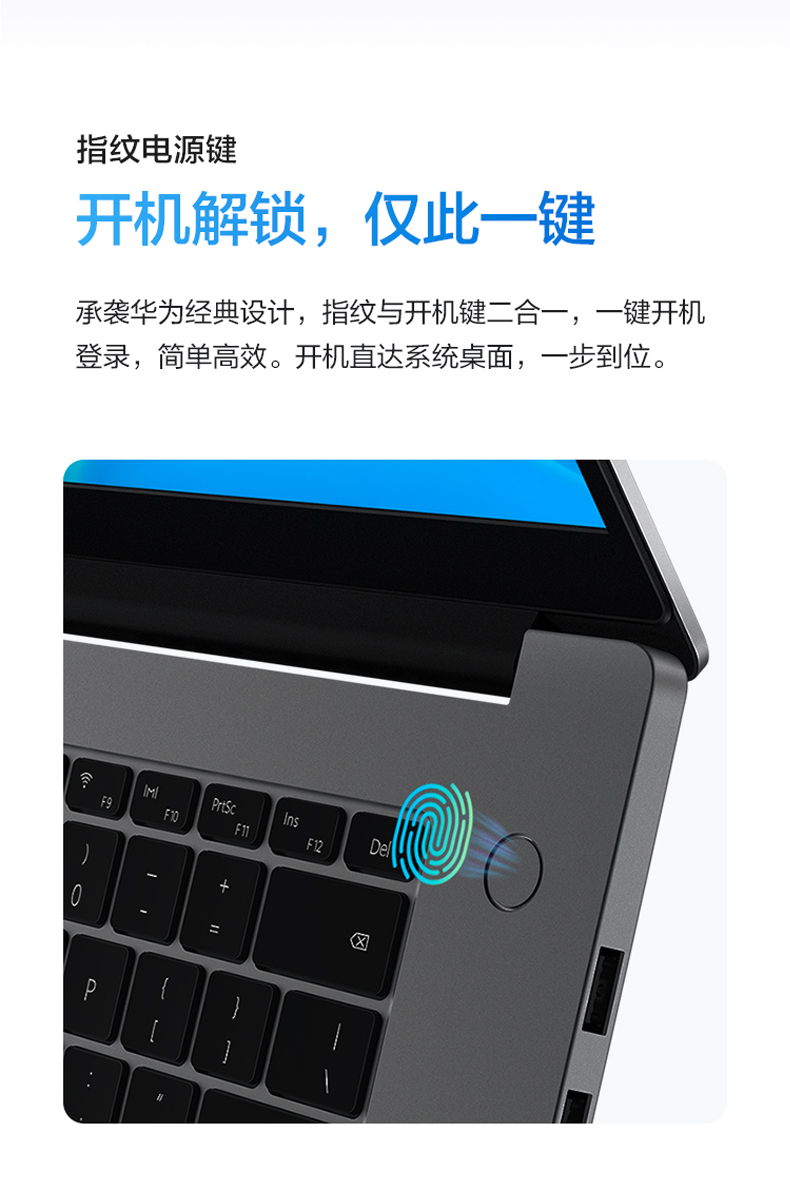 指纹电源键
开机解锁，仅此一键
承袭华为经典设计，指纹与开机键二合一，一键开机
登录，简单高效。开机直达系统桌面，一步到位。
F9
|M|
F10
PrtSc
F11
Ins
F12
Del
)
0
—
-
+
=
P
{
[
}
]
|
\
:
"